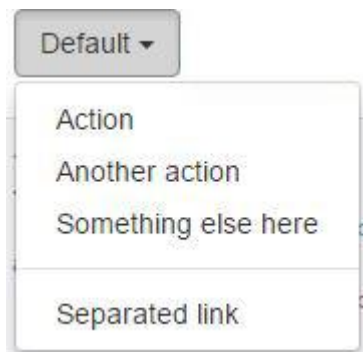 Default
Action
Another action
Something else here
Separated link